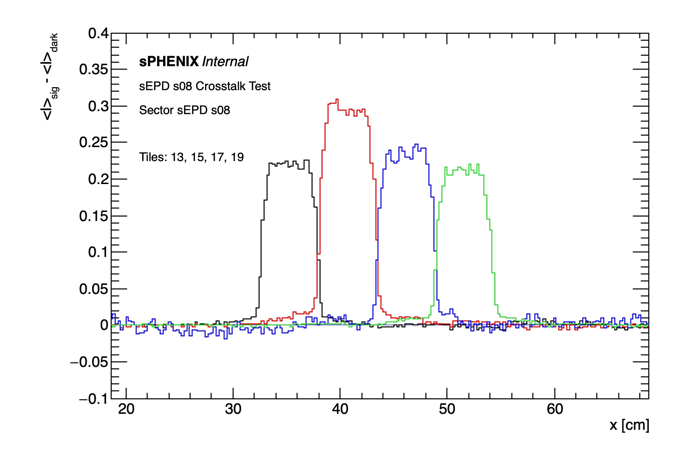 <I>sig - <I>dark
0.4
0.35
0.3
0.25
0.2
0.15
0.1
0.05
0
−0.05
−0.1
sPHENIX Internal
sEPD s08 Crosstalk Test
Sector sEPD s08
Tiles: 13, 15, 17, 19
20 30 40 50 60
x [cm]